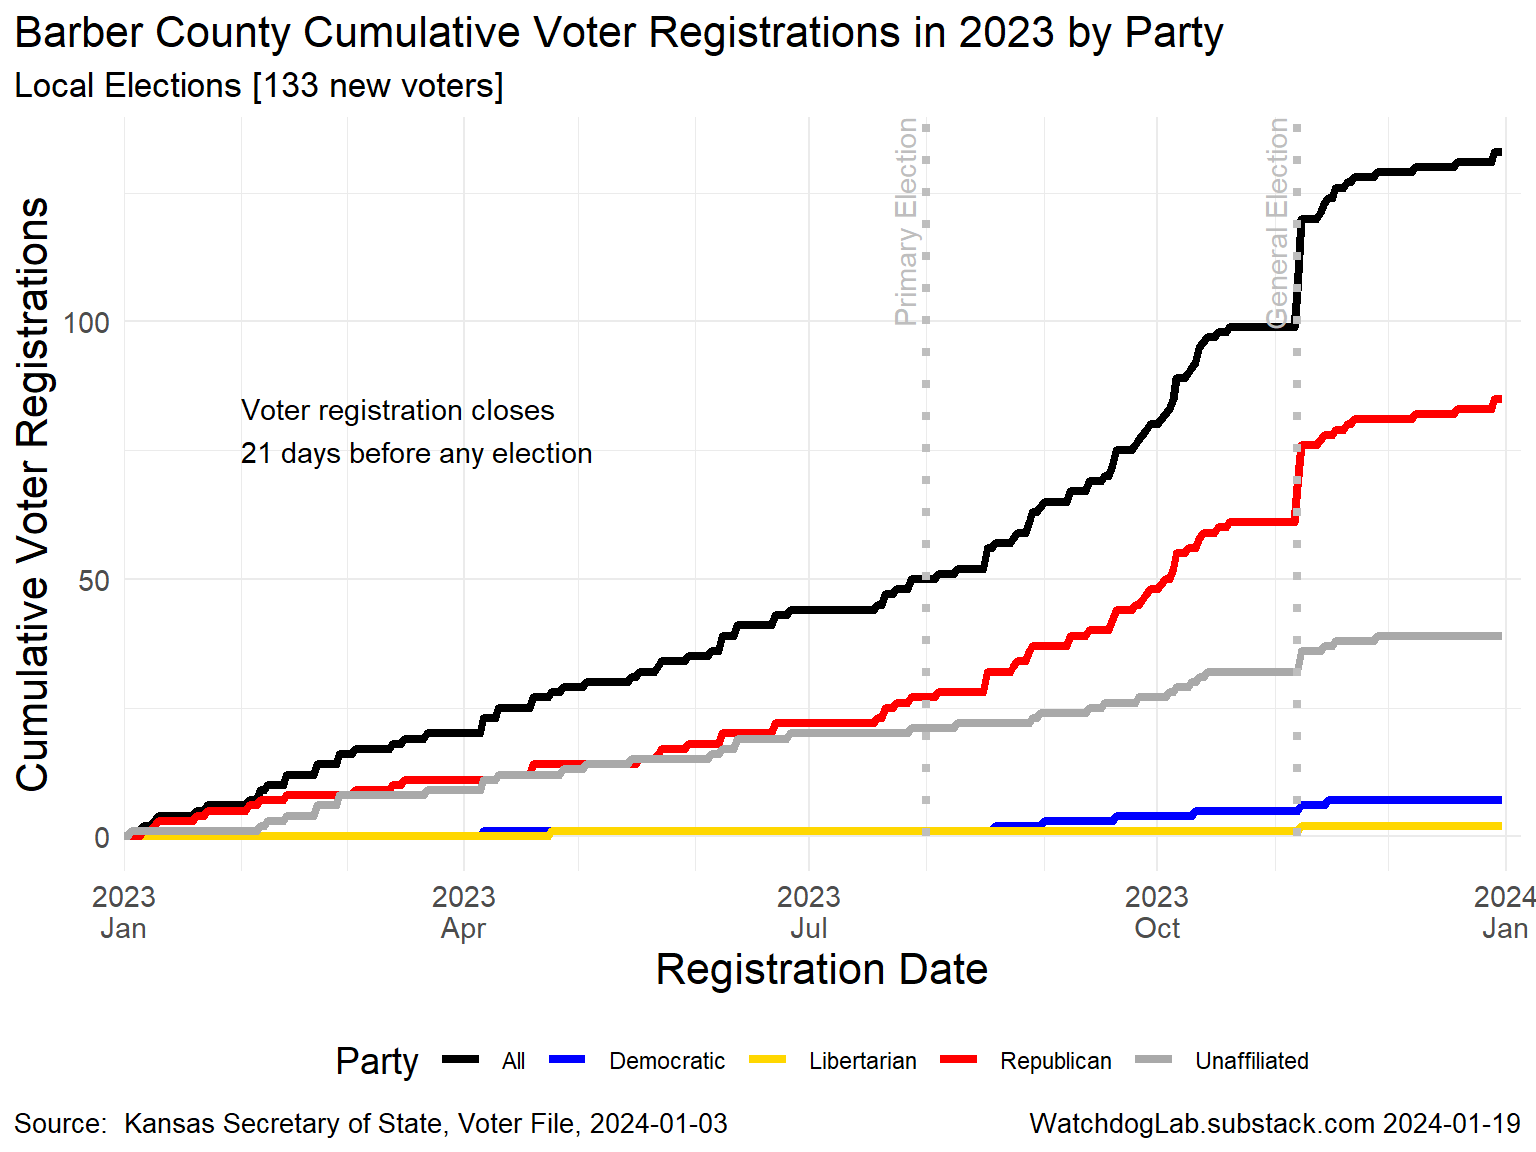 Barber County Cumulative Voter Registrations in 2023 by Party
Local Elections [133 new voters]
Cumulative Voter Registrations
100
50
0
Primary Election
General Election
Voter registration closes
21 days before any election
2023 2023 2023 2023 2024
Jan Apr Jul Oct Jan
Registration Date
Party All Democratic Libertarian Republican Unaffiliated
Source:  Kansas Secretary of State, Voter File, 2024-01-03
WatchdogLab.substack.com 2024-01-19